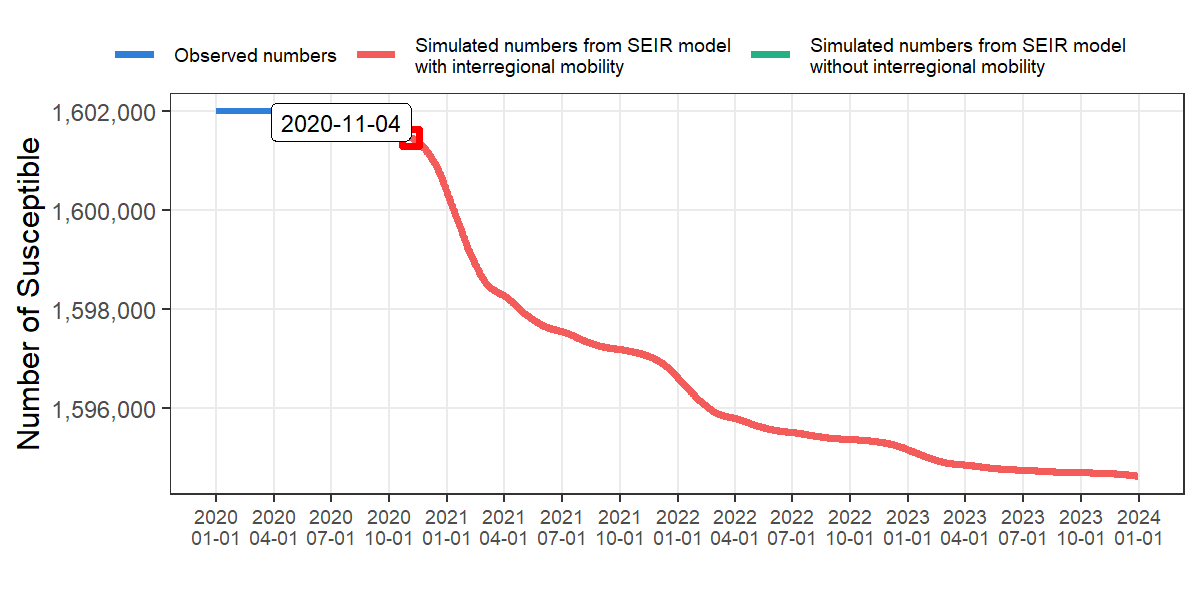 Observed numbers
Simulated numbers from SEIR model
with interregional mobility
Simulated numbers from SEIR model
without interregional mobility
Number of Susceptible
1,602,000
1,600,000
1,598,000
1,596,000
2020-11-04
2020 2020 2020 2020 2021 2021 2021 2021 2022 2022 2022 2022 2023 2023 2023 2023 2024
01-01 04-01 07-01 10-01 01-01 04-01 07-01 10-01 01-01 04-01 07-01 10-01 01-01 04-01 07-01 10-01 01-01